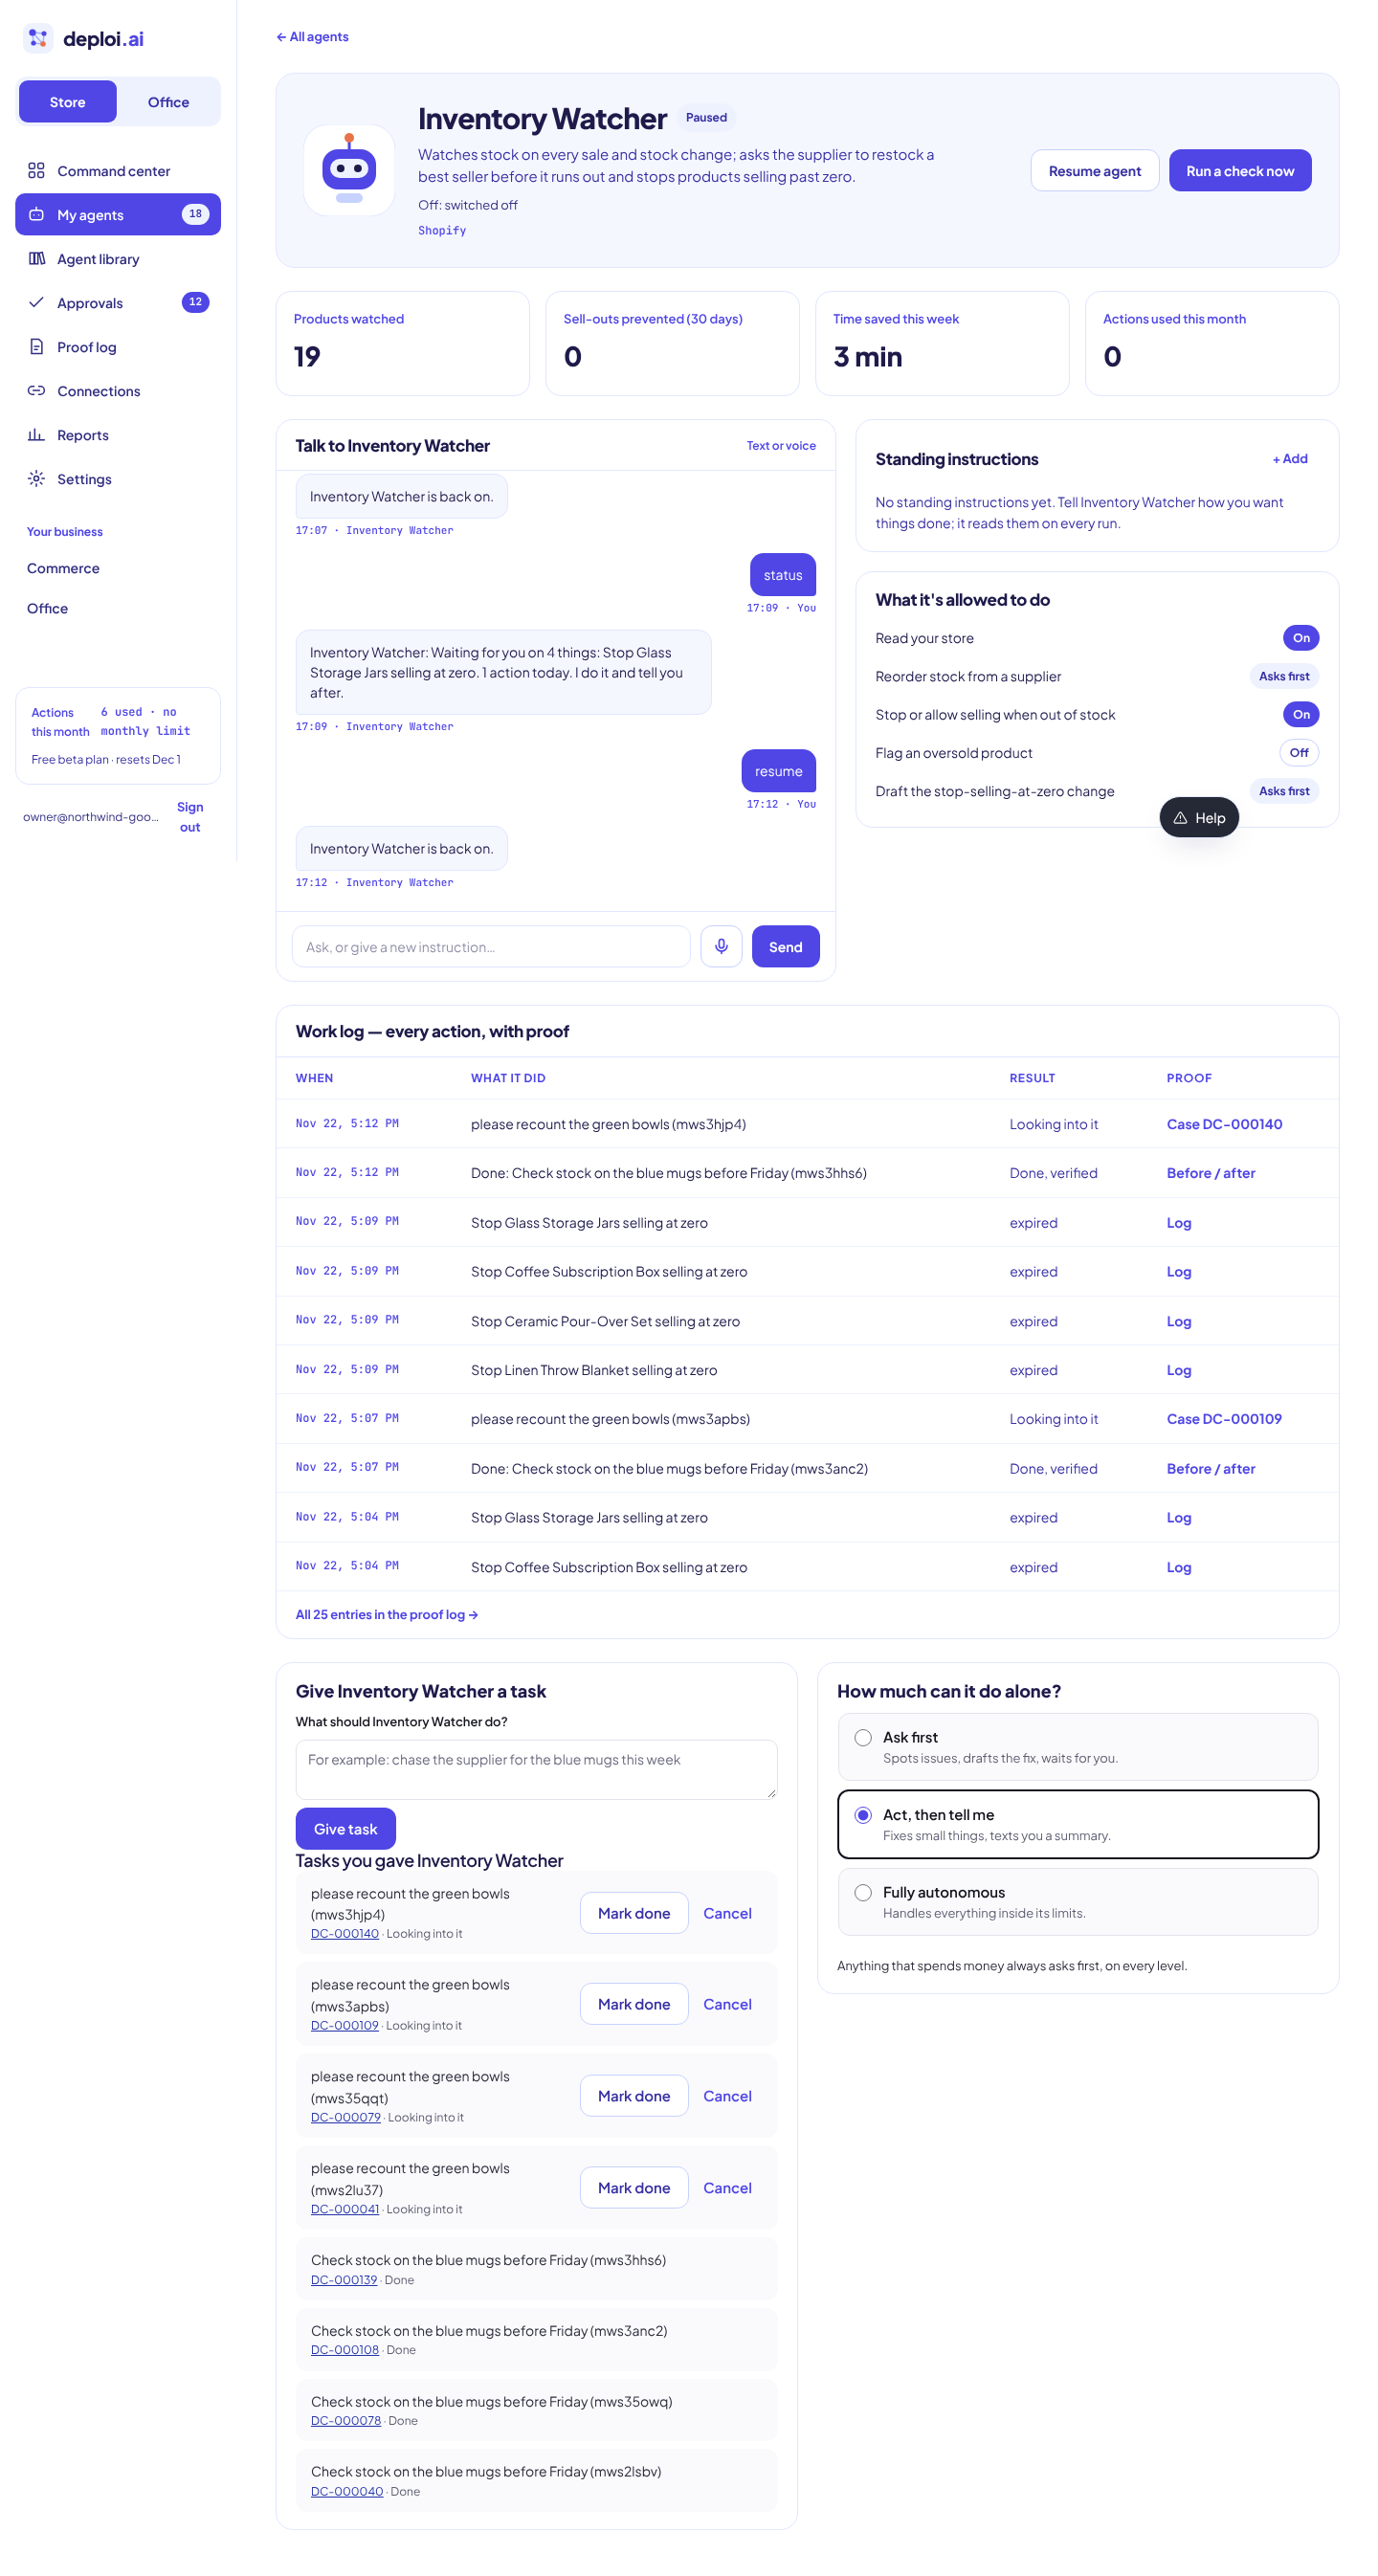 deploi.ai
Store
Office
Command center
My agents
18
Agent library
Approvals
12
Proof log
Connections
Reports
Settings
Your business
Commerce
Office
Actions this month
6 used · no monthly limit
Free beta plan · resets Dec 1
owner@northwind-goo...
Sign out
← All agents
Inventory Watcher
Paused
Watches stock on every sale and stock change; asks the supplier to restock a
best seller before it runs out and stops products selling past zero.
Off: switched off
Shopify
Resume agent
Run a check now
Products watched
19
Sell-outs prevented (30 days)
0
Time saved this week
3 min
Actions used this month
0
Talk to Inventory Watcher
Text or voice
Inventory Watcher is back on.
17:07 · Inventory Watcher
status
17:09 · You
Inventory Watcher: Waiting for you on 4 things: Stop Glass
Storage Jars selling at zero. 1 action today. I do it and tell you
after.
17:09 · Inventory Watcher
resume
17:12 · You
Inventory Watcher is back on.
17:12 · Inventory Watcher
Ask, or give a new instruction...
Send
Standing instructions
+ Add
No standing instructions yet. Tell Inventory Watcher how you want
things done; it reads them on every run.
What it's allowed to do
Read your store
On
Reorder stock from a supplier
Asks first
Stop or allow selling when out of stock
On
Flag an oversold product
Off
Draft the stop-selling-at-zero change
Asks first
Help
Work log — every action, with proof
WHEN WHAT IT DID RESULT PROOF
Nov 22, 5:12 PM please recount the green bowls (mws3hjp4) Looking into it Case DC-000140
Nov 22, 5:12 PM Done: Check stock on the blue mugs before Friday (mws3hhs6) Done, verified Before / after
Nov 22, 5:09 PM Stop Glass Storage Jars selling at zero expired Log
Nov 22, 5:09 PM Stop Coffee Subscription Box selling at zero expired Log
Nov 22, 5:09 PM Stop Ceramic Pour-Over Set selling at zero expired Log
Nov 22, 5:09 PM Stop Linen Throw Blanket selling at zero expired Log
Nov 22, 5:07 PM please recount the green bowls (mws3apbs) Looking into it Case DC-000109
Nov 22, 5:07 PM Done: Check stock on the blue mugs before Friday (mws3anc2) Done, verified Before / after
Nov 22, 5:04 PM Stop Glass Storage Jars selling at zero expired Log
Nov 22, 5:04 PM Stop Coffee Subscription Box selling at zero expired Log
All 25 entries in the proof log →
Give Inventory Watcher a task
What should Inventory Watcher do?
For example: chase the supplier for the blue mugs this week
Give task
Tasks you gave Inventory Watcher
please recount the green bowls
(mws3hjp4)
DC-000140 · Looking into it
Mark done
Cancel
please recount the green bowls
(mws3apbs)
DC-000109 · Looking into it
Mark done
Cancel
please recount the green bowls
(mws35qqt)
DC-000079 · Looking into it
Mark done
Cancel
please recount the green bowls
(mws2lu37)
DC-000041 · Looking into it
Mark done
Cancel
Check stock on the blue mugs before Friday (mws3hhs6)
DC-000139 · Done
Check stock on the blue mugs before Friday (mws3anc2)
DC-000108 · Done
Check stock on the blue mugs before Friday (mws35owq)
DC-000078 · Done
Check stock on the blue mugs before Friday (mws2lsbv)
DC-000040 · Done
How much can it do alone?
Ask first
Spots issues, drafts the fix, waits for you.
Act, then tell me
Fixes small things, texts you a summary.
Fully autonomous
Handles everything inside its limits.
Anything that spends money always asks first, on every level.